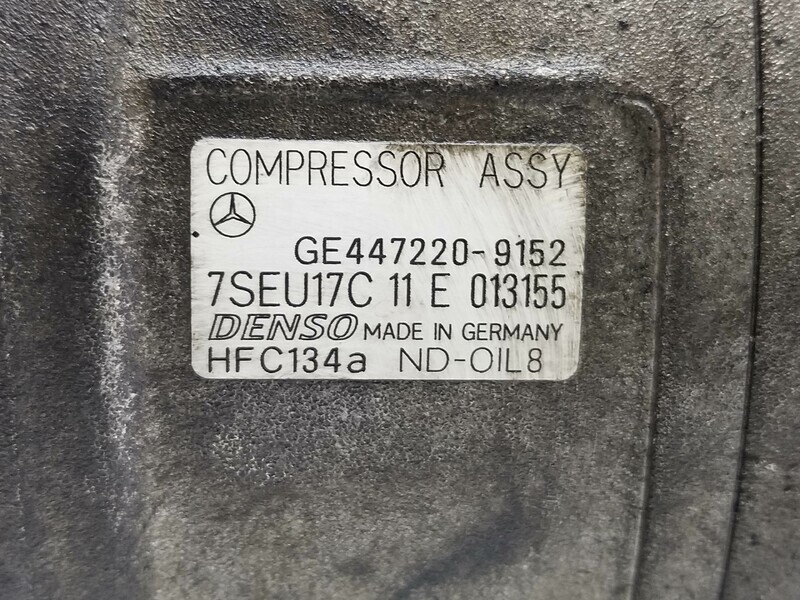 COMPRESSOR ASSY
GE447220-9152
7SEU17C 11 E 013155
DENSO MADE IN GERMANY
HFC134a ND-OIL8